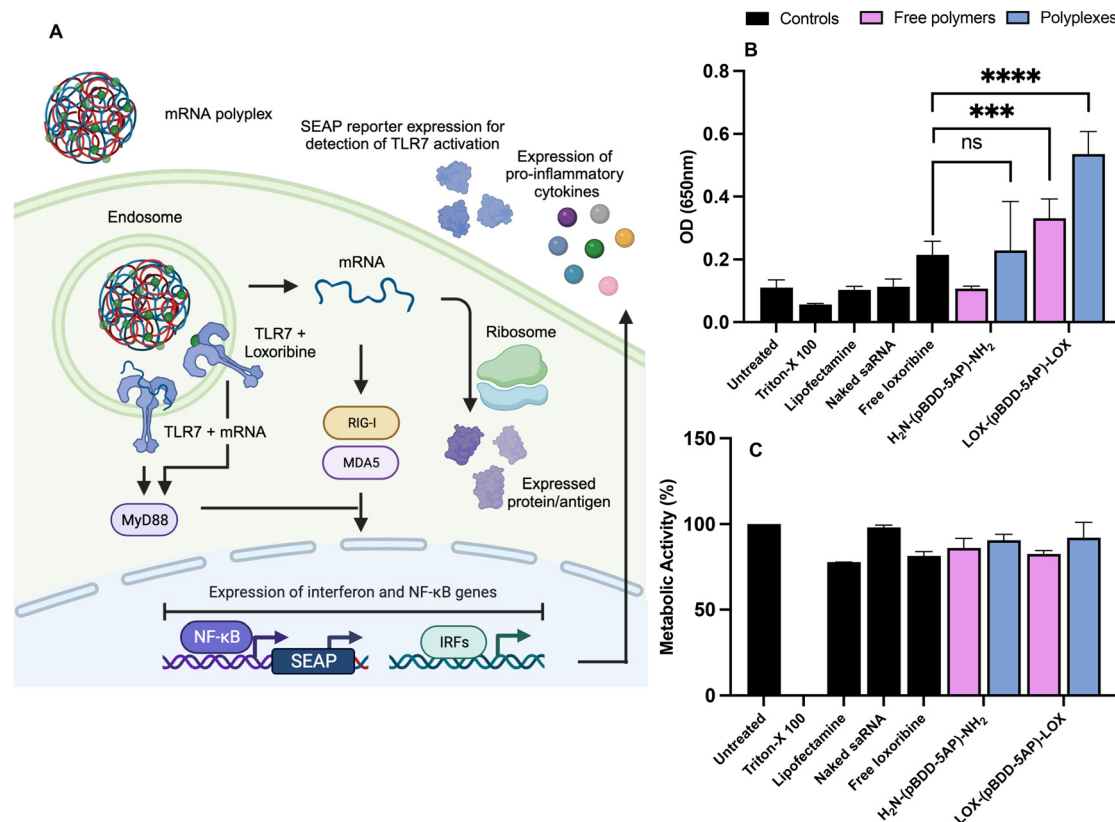 A
mRNA polyplex
SEAP reporter expression for
detection of TLR7 activation
Expression of
pro-inflammatory
cytokines
Endosome
mRNA
TLR7 +
Loxoribine
Ribosome
TLR7 + mRNA
RIG-I
MDA5
Expressed
protein/antigen
MyD88
Expression of interferon and NF-κB genes
NF-κB
SEAP
IRFs
Controls
Free polymers
Polyplexes
B
OD (650nm)
0.8
0.6
0.4
0.2
0.0
****
***
ns
Untreated
Triton-X 100
Lipofectamine
Naked saRNA
Free loxoribine
H₂N-(pBDD-5AP)-NH₂
LOX-(pBDD-5AP)-LOX
C
Metabolic Activity (%)
150
100
50
0
Untreated
Triton-X 100
Lipofectamine
Naked saRNA
Free loxoribine
H₂N-(pBDD-5AP)-NH₂
LOX-(pBDD-5AP)-LOX